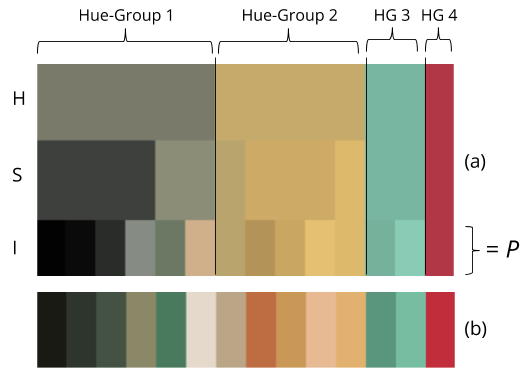 Hue-Group 1 Hue-Group 2 HG 3 HG 4
H
S
(a)
I
= P
(b)